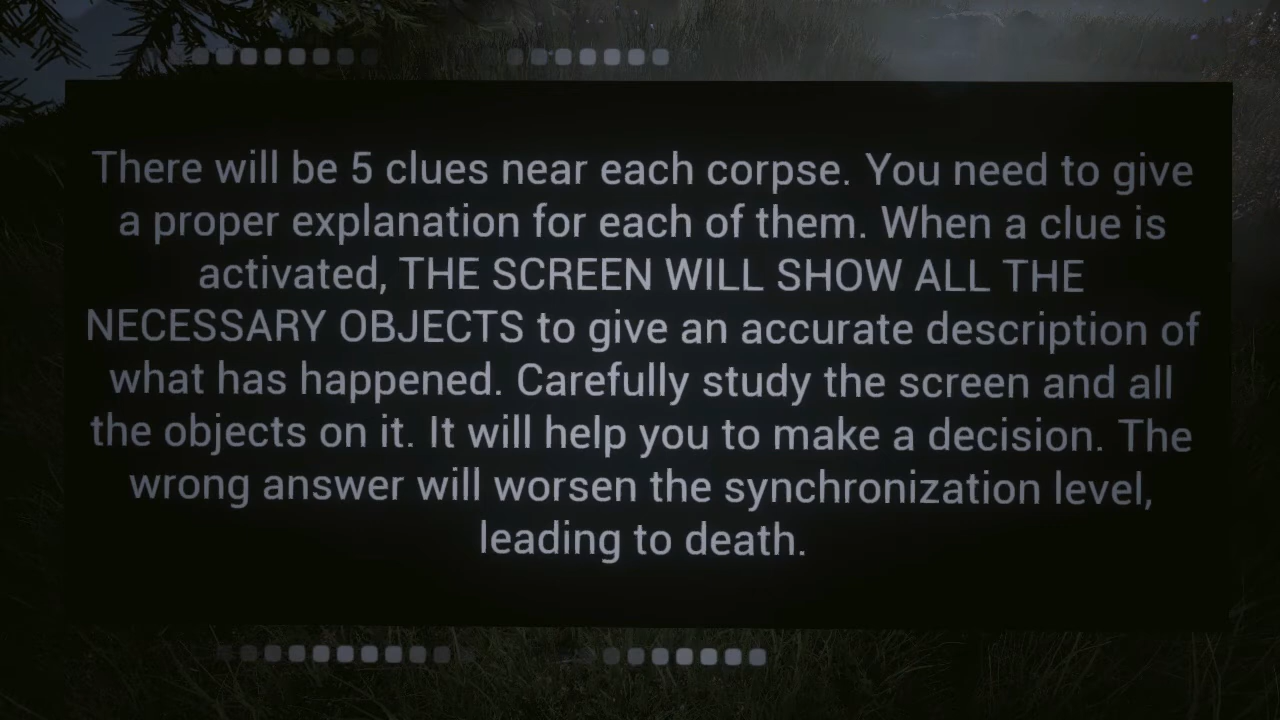 There will be 5 clues near each corpse. You need to give
a proper explanation for each of them. When a clue is
activated, THE SCREEN WILL SHOW ALL THE
NECESSARY OBJECTS to give an accurate description of
what has happened. Carefully study the screen and all
the objects on it. It will help you to make a decision. The
wrong answer will worsen the synchronization level,
leading to death.